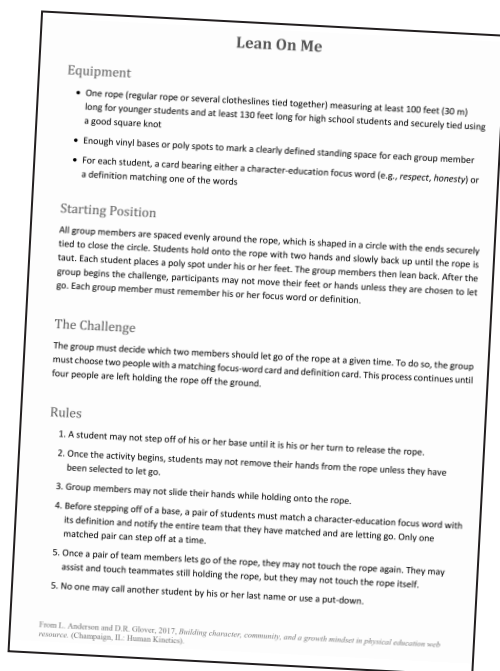 Lean On Me
Equipment
• One rope (regular rope or several clotheslines tied together) measuring at least 100 feet (30 m)
long for younger students and at least 130 feet long for high school students and securely tied using
a good square knot
• Enough vinyl bases or poly spots to mark a clearly defined standing space for each group member
• For each student, a card bearing either a character-education focus word (e.g., respect, honesty) or
a definition matching one of the words
Starting Position
All group members are spaced evenly around the rope, which is shaped in a circle with the ends securely
tied to close the circle. Students hold onto the rope with two hands and slowly back up until the rope is
taut. Each student places a poly spot under his or her feet. The group members then lean back. After the
group begins the challenge, participants may not move their feet or hands unless they are chosen to let
go. Each group member must remember his or her focus word or definition.
The Challenge
The group must decide which two members should let go of the rope at a given time. To do so, the group
must choose two people with a matching focus-word card and definition card. This process continues until
four people are left holding the rope off the ground.
Rules
1. A student may not step off of his or her base until it is his or her turn to release the rope.
2. Once the activity begins, students may not remove their hands from the rope unless they have
been selected to let go.
3. Group members may not slide their hands while holding onto the rope.
4. Before stepping off of a base, a pair of students must match a character-education focus word with
its definition and notify the entire team that they have matched and are letting go. Only one
matched pair can step off at a time.
5. Once a pair of team members lets go of the rope, they may not touch the rope again. They may
assist and touch teammates still holding the rope, but they may not touch the rope itself.
5. No one may call another student by his or her last name or use a put-down.
From L. Anderson and D.R. Glover, 2017, Building character, community, and a growth mindset in physical education web
resource. (Champaign, IL: Human Kinetics).